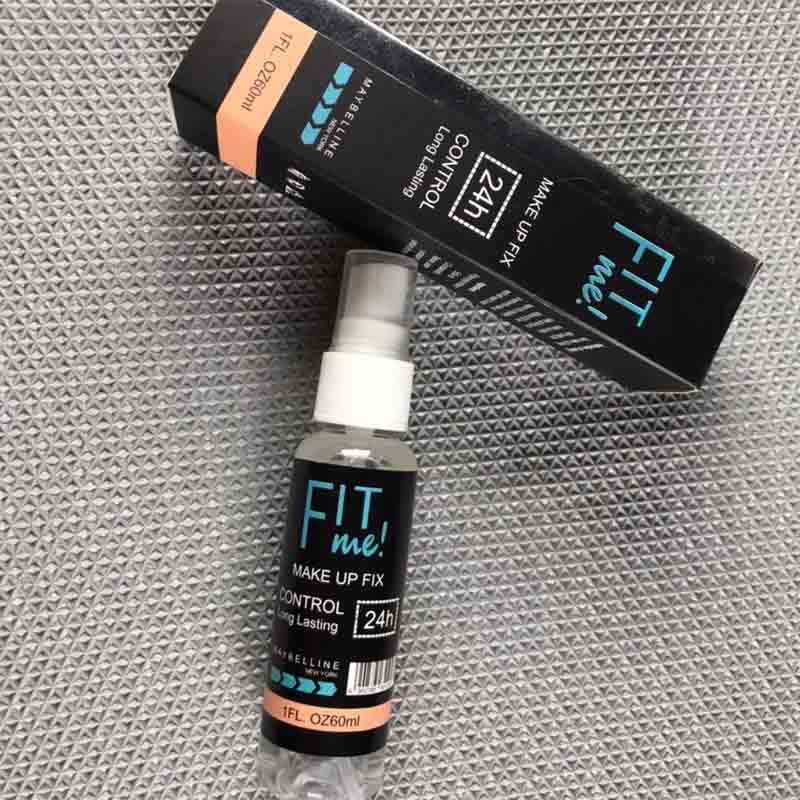 FIT
me!
MAKE UP FIX
24h
CONTROL
Long Lasting
MAYBELLINE
NEW YORK
1FL. OZ60ml
FIT
me!
MAKE UP FIX
CONTROL
Long Lasting
24h
MAYBELLINE
NEW YORK
1FL. OZ60ml